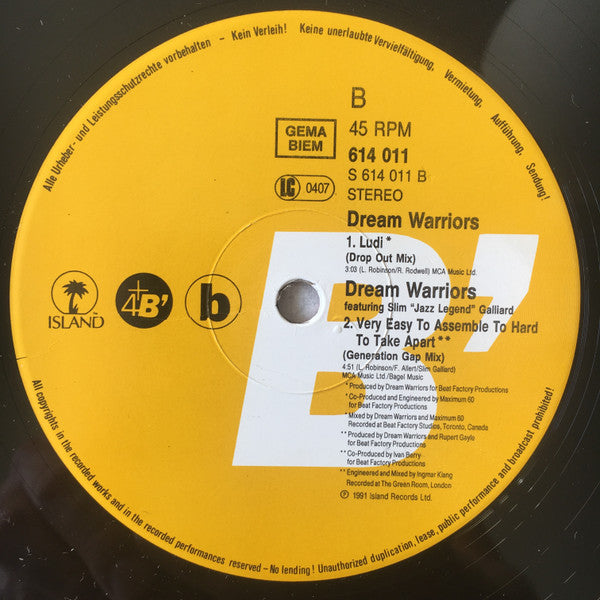 Alle Urheber- und Leistungsschutzrechte vorbehalten – Kein Verleih! Keine unerlaubte Vervielfältigung, Vermietung, Aufführung, Sendung!
B
45 RPM
GEMA
BIEM
614 011
S 614 011 B
LC 0407
STEREO
Dream Warriors
1. Ludi*
(Drop Out Mix)
3:03 (L. Robinson/R. Rodwell) MCA Music Ltd.
Dream Warriors
featuring Slim "Jazz Legend" Galliard
2. Very Easy To Assemble To Hard
To Take Apart**
(Generation Gap Mix)
4:51 (L. Robinson/F. Allert/Slim Galliard)
MCA Music Ltd./Bagel Music
* Produced by Dream Warriors for Beat Factory Productions
* Co-Produced and Engineered by Maximum 60
for Beat Factory Productions
* Mixed by Dream Warriors and Maximum 60
Recorded at Beat Factory Studios, Toronto, Canada
** Produced by Dream Warriors and Rupert Gayle
for Beat Factory Productions
** Co-Produced by Ivan Berry
for Beat Factory Productions
** Engineered and Mixed by Ingmar Kiang
Recorded at The Green Room, London
℗ 1991 Island Records Ltd.
ISLAND™
4+B'
b
B'
All copyrights in the recorded works and in the recorded performances reserved – No lending! Unauthorized duplication, lease, public performance and broadcast prohibited!